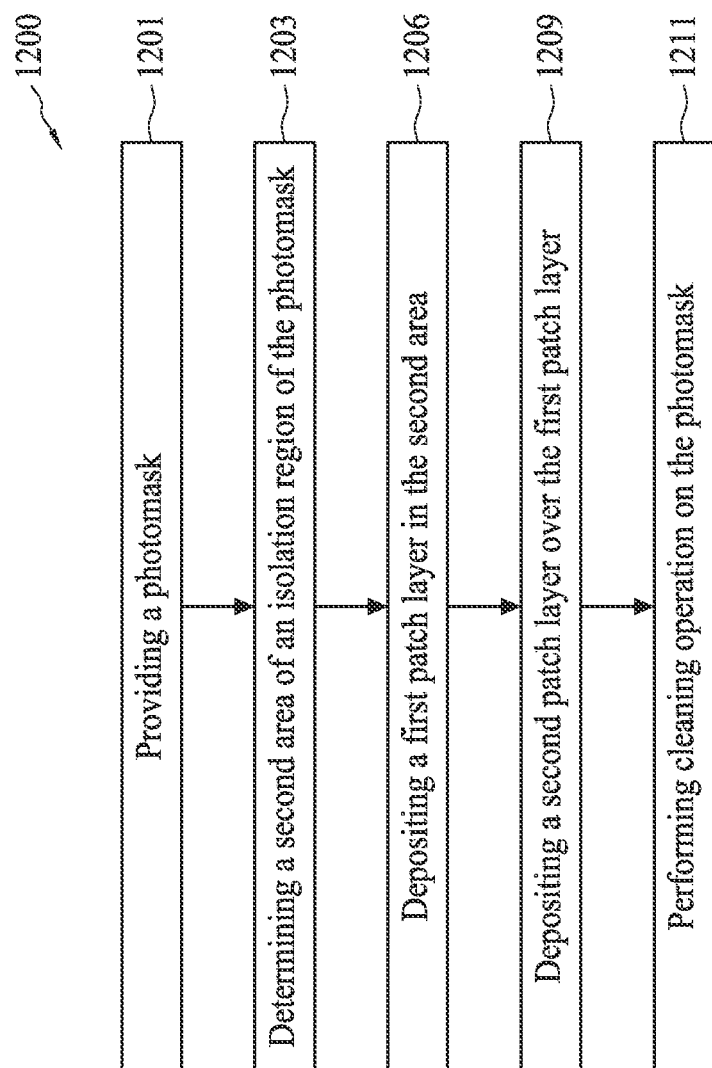 1200
Providing a photomask
1201
Determining a second area of an isolation region of the photomask
1203
Depositing a first patch layer in the second area
1206
Depositing a second patch layer over the first patch layer
1209
Performing cleaning operation on the photomask
1211